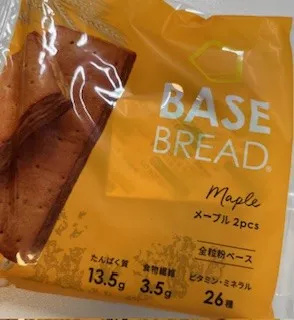 BASE
BREAD®
Maple
メープル 2pcs
全粒粉ベース
たんぱく質
13.5g
食物繊維
3.5g
ビタミン・ミネラル
26種